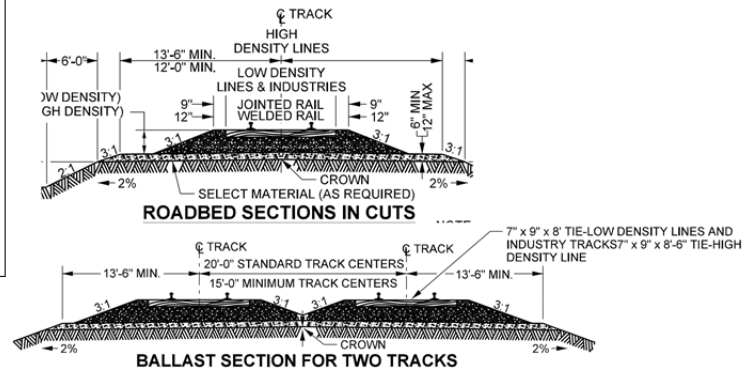 ℄ TRACK
HIGH
DENSITY LINES
13'-6" MIN.
12'-0" MIN.
6'-0"
LOW DENSITY
LINES & INDUSTRIES
OW DENSITY)
GH DENSITY)
9" JOINTED RAIL 9"
12" WELDED RAIL 12"
6" MIN
12" MAX
3:1
3:1
3:1
3:1
2:1
2%
CROWN
2%
SELECT MATERIAL (AS REQUIRED)
ROADBED SECTIONS IN CUTS
℄ TRACK
℄ TRACK
7" x 9" x 8' TIE-LOW DENSITY LINES AND
INDUSTRY TRACKS7" x 9" x 8'-6" TIE-HIGH
DENSITY LINE
13'-6" MIN.
20'-0" STANDARD TRACK CENTERS
15'-0" MINIMUM TRACK CENTERS
13'-6" MIN.
3:1
3:1
3:1
3:1
2%
CROWN
2%
BALLAST SECTION FOR TWO TRACKS